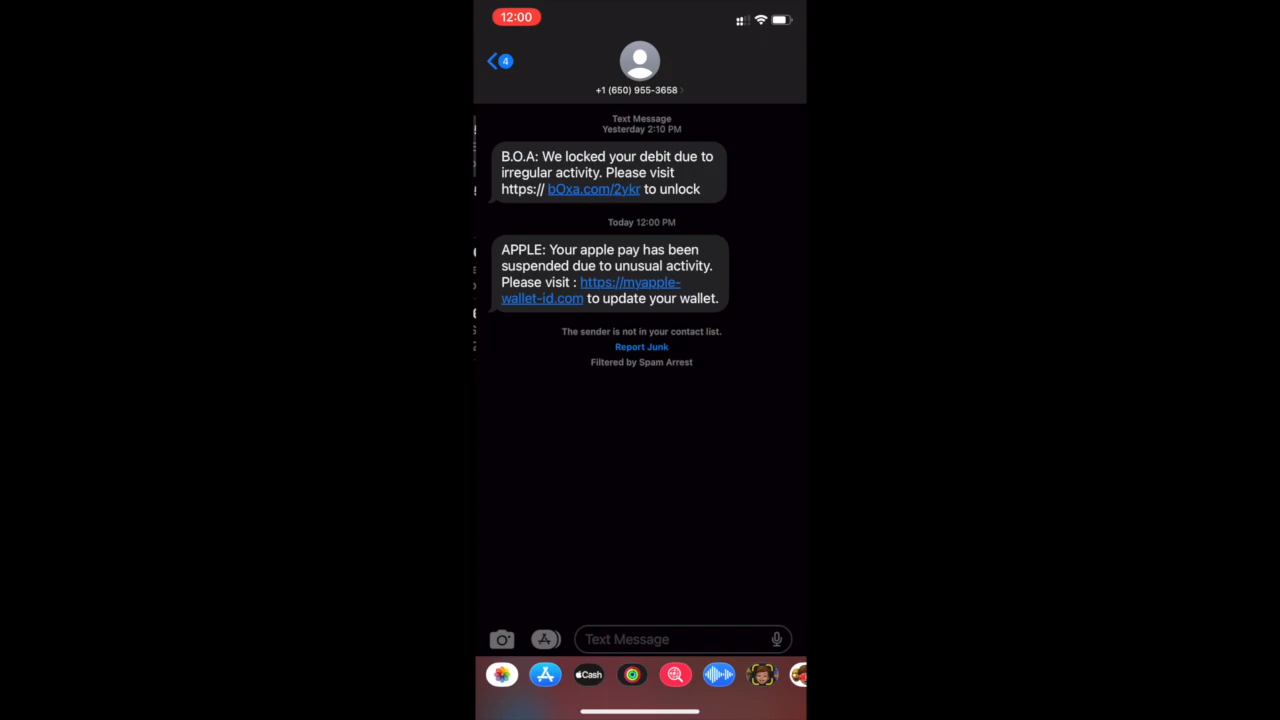 12:00
4
+1 (650) 955-3658
Text Message
Yesterday 2:10 PM
B.O.A: We locked your debit due to
irregular activity. Please visit
https:// bOxa.com/2ykr to unlock
Today 12:00 PM
APPLE: Your apple pay has been
suspended due to unusual activity.
Please visit : https://myapple-
wallet-id.com to update your wallet.
The sender is not in your contact list.
Report Junk
Filtered by Spam Arrest
Text Message
Cash